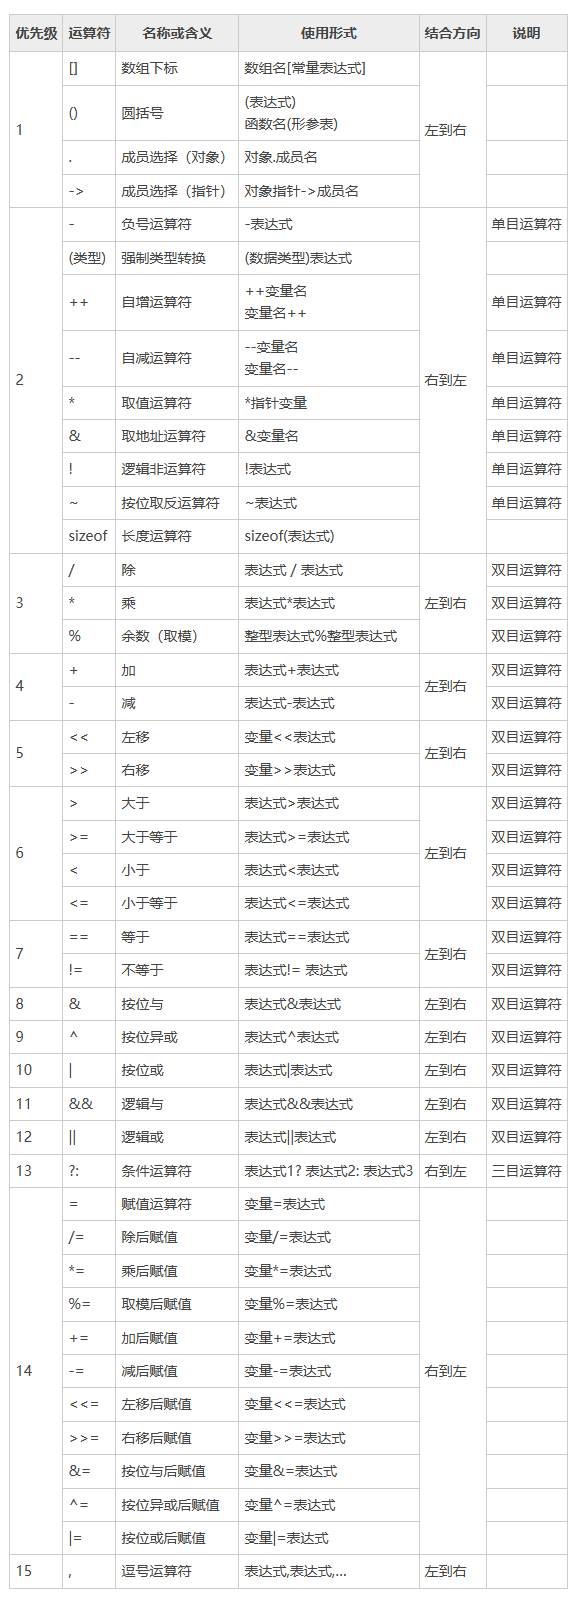 优先级 运算符 名称或含义 使用形式 结合方向 说明
1 [] 数组下标 数组名[常量表达式] 左到右
() 圆括号 (表达式)
函数名(形参表)
. 成员选择（对象） 对象.成员名
-> 成员选择（指针） 对象指针->成员名
2 - 负号运算符 -表达式 右到左 单目运算符
(类型) 强制类型转换 (数据类型)表达式
++ 自增运算符 ++变量名 单目运算符
变量名++
-- 自减运算符 --变量名 单目运算符
变量名--
* 取值运算符 *指针变量 单目运算符
& 取地址运算符 &变量名 单目运算符
! 逻辑非运算符 !表达式 单目运算符
~ 按位取反运算符 ~表达式 单目运算符
sizeof 长度运算符 sizeof(表达式)
3 / 除 表达式 / 表达式 左到右 双目运算符
* 乘 表达式*表达式 双目运算符
% 余数（取模） 整型表达式%整型表达式 双目运算符
4 + 加 表达式+表达式 左到右 双目运算符
- 减 表达式-表达式 双目运算符
5 << 左移 变量<<表达式 左到右 双目运算符
>> 右移 变量>>表达式 双目运算符
6 > 大于 表达式>表达式 左到右 双目运算符
>= 大于等于 表达式>=表达式 双目运算符
< 小于 表达式<表达式 双目运算符
<= 小于等于 表达式<=表达式 双目运算符
7 == 等于 表达式==表达式 左到右 双目运算符
!= 不等于 表达式!= 表达式 双目运算符
8 & 按位与 表达式&表达式 左到右 双目运算符
9 ^ 按位异或 表达式^表达式 左到右 双目运算符
10 | 按位或 表达式|表达式 左到右 双目运算符
11 && 逻辑与 表达式&&表达式 左到右 双目运算符
12 || 逻辑或 表达式||表达式 左到右 双目运算符
13 ?: 条件运算符 表达式1? 表达式2: 表达式3 右到左 三目运算符
14 = 赋值运算符 变量=表达式 右到左
/= 除后赋值 变量/=表达式
*= 乘后赋值 变量*=表达式
%= 取模后赋值 变量%=表达式
+= 加后赋值 变量+=表达式
-= 减后赋值 变量-=表达式
<<= 左移后赋值 变量<<=表达式
>>= 右移后赋值 变量>>=表达式
&= 按位与后赋值 变量&=表达式
^= 按位异或后赋值 变量^=表达式
|= 按位或后赋值 变量|=表达式
15 , 逗号运算符 表达式,表达式,... 左到右